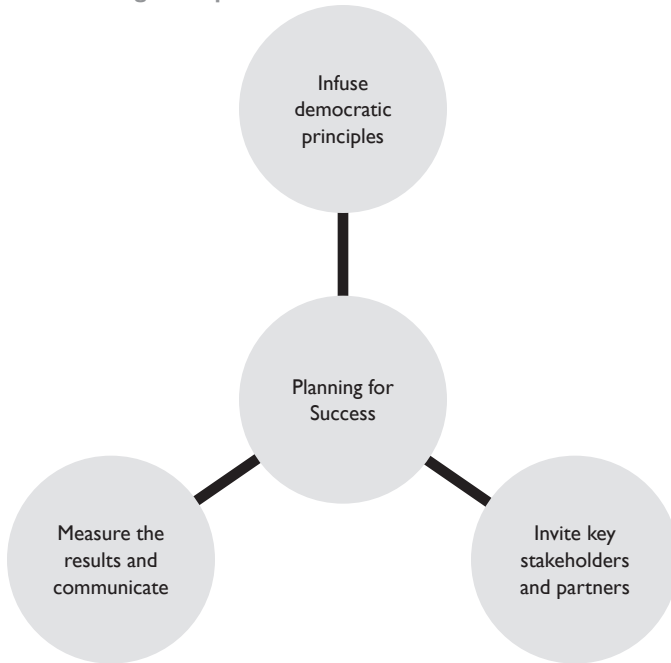 Infuse
democratic
principles
Planning for
Success
Measure the
results and
communicate
Invite key
stakeholders
and partners